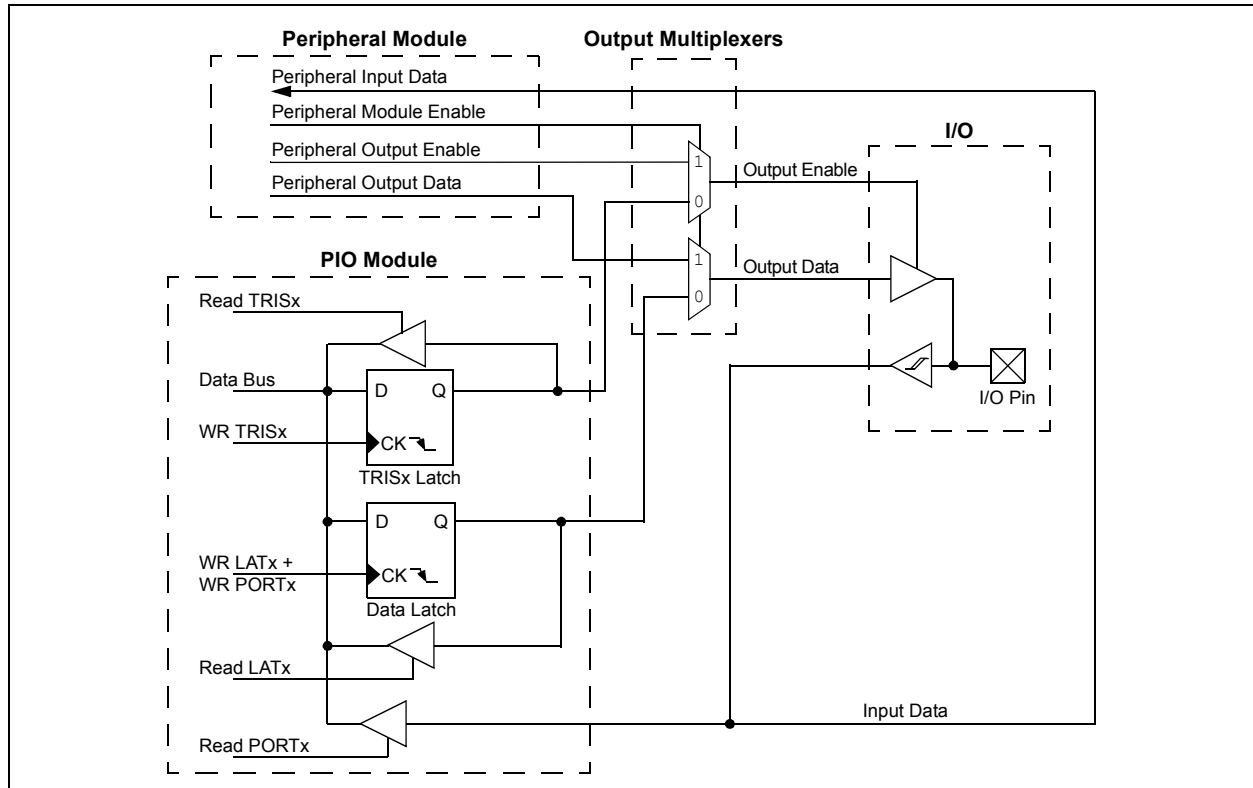 Peripheral Module
Output Multiplexers
Peripheral Input Data
Peripheral Module Enable
Peripheral Output Enable
Peripheral Output Data
I/O
1
0
Output Enable
1
0
Output Data
PIO Module
Read TRISx
Data Bus
D Q
WR TRISx
CK
TRISx Latch
I/O Pin
D Q
WR LATx +
WR PORTx
CK
Data Latch
Read LATx
Input Data
Read PORTx